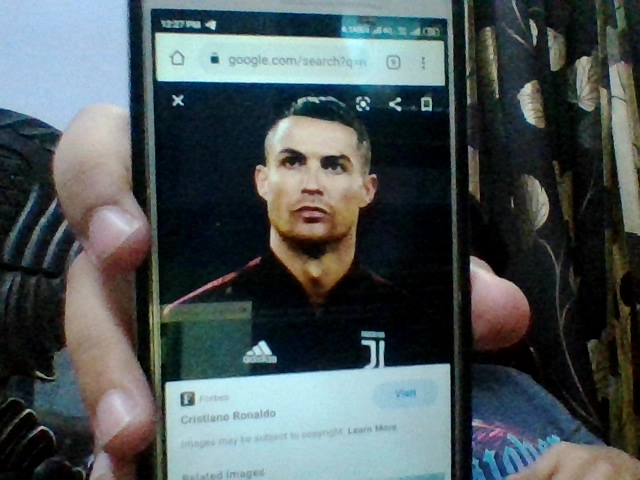 12:27 PM
google.com/search?q=
adidas
Forbes
Visit
Cristiano Ronaldo
Images may be subject to copyright. Learn More
Related images